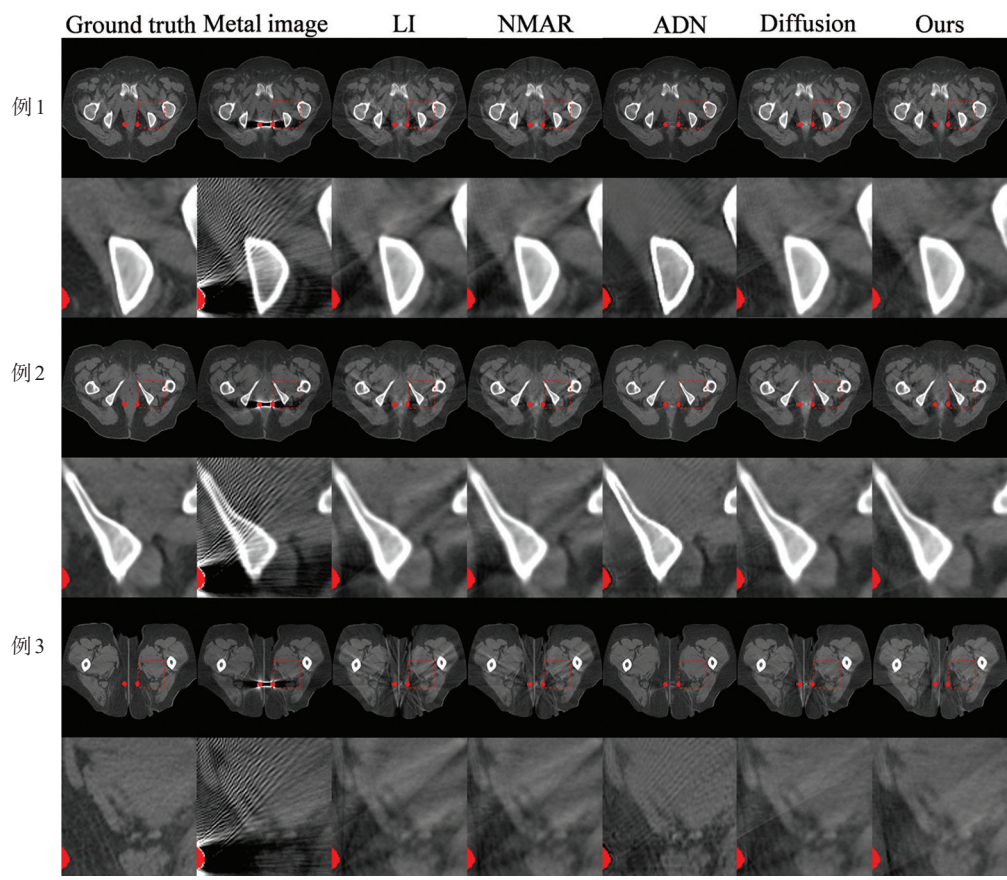 Ground truth Metal image LI NMAR ADN Diffusion Ours
例1
例2
例3